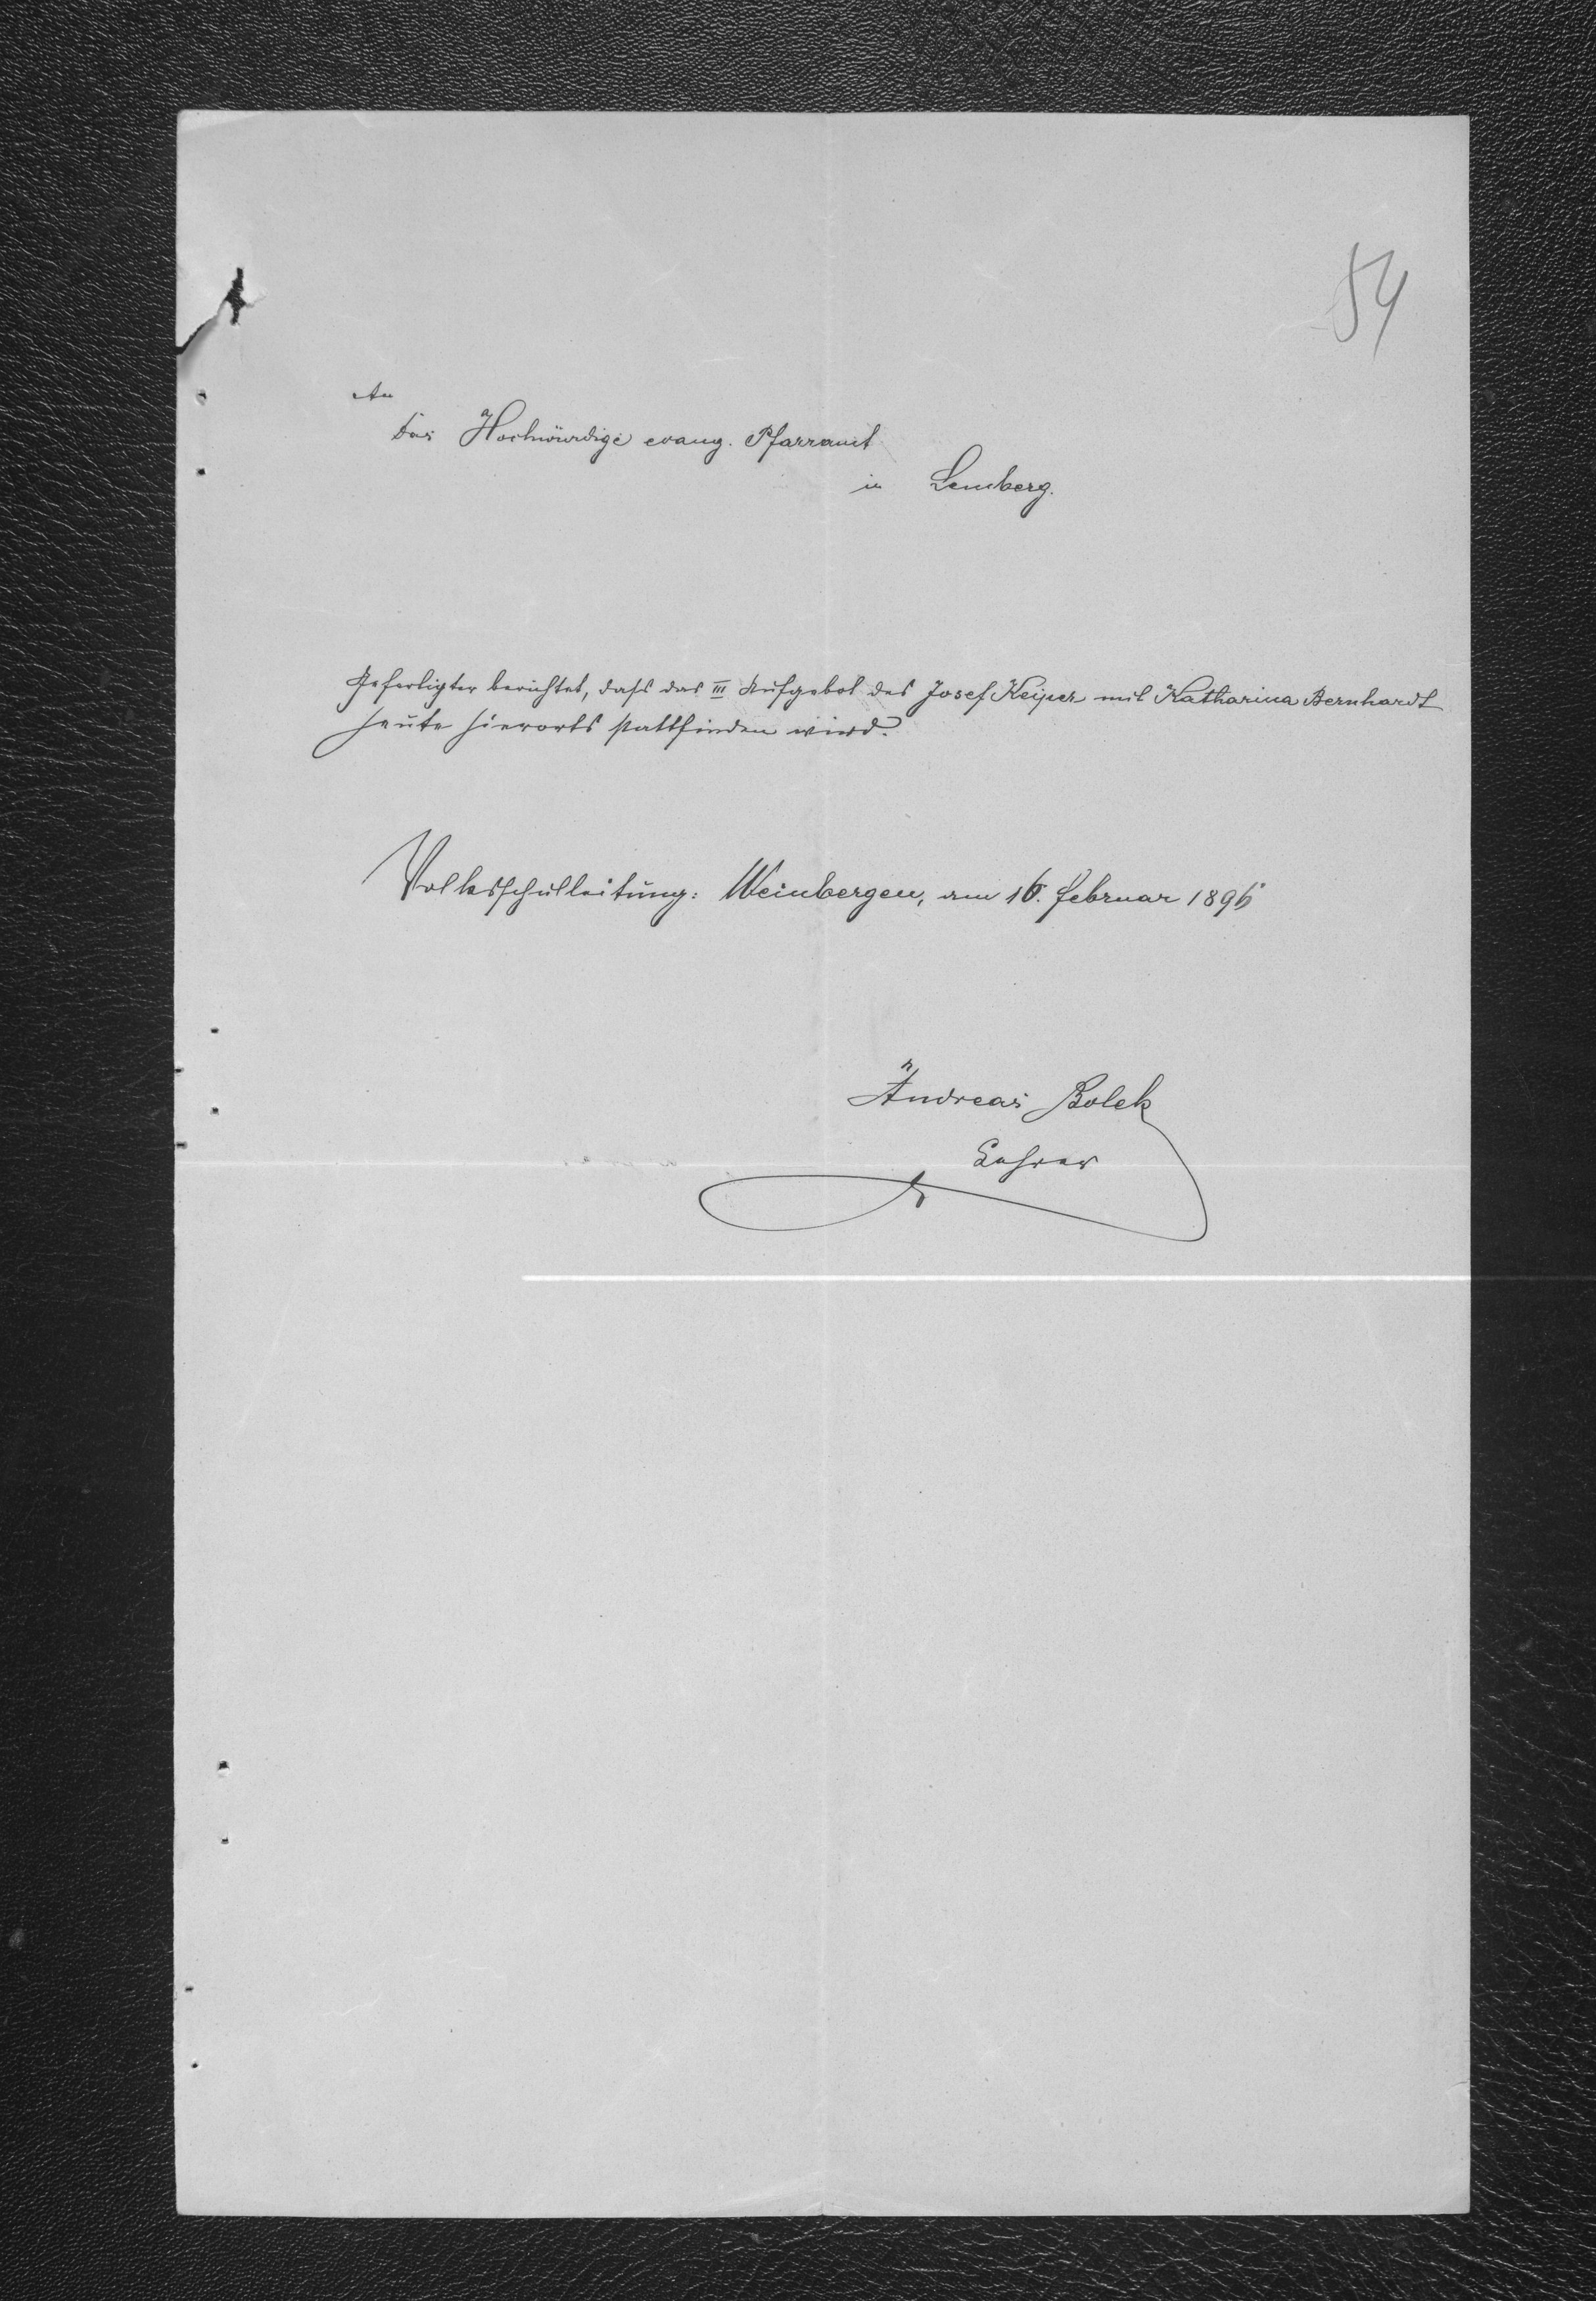 54
An
das Hochwürdige evang. Pfarramt
in Lemberg.
Gefertigter berichtet, dass das III Aufgebot des Josef Keiper mit Katharina Bernhardt
heute hierorts stattfinden wird.
Volksschulleitung: Weinbergen, am 16. Februar 1896
Andreas Bolek
Lehrer